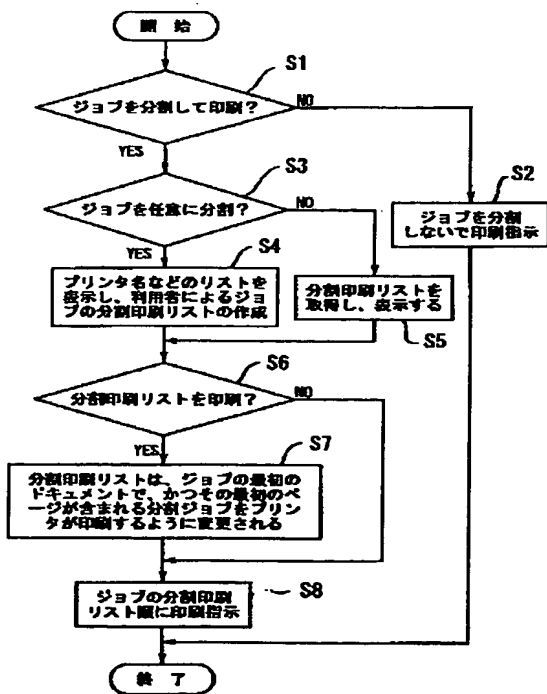 開 始
S1
ジョブを分割して印刷？
NO
YES
S3
S2
ジョブを任意に分割？
NO
ジョブを分割
しないで印刷指示
YES
S4
プリンタ名などのリストを
表示し、利用者によるジョ
ブの分割印刷リストの作成
分割印刷リストを
取得し、表示する
S5
S6
分割印刷リストを印刷？
NO
YES
S7
分割印刷リストは、ジョブの最初の
ドキュメントで、かつその最初のペ
ージが含まれる分割ジョブをプリン
タが印刷するように変更される
ジョブの分割印刷
リスト順に印刷指示
S8
終 了